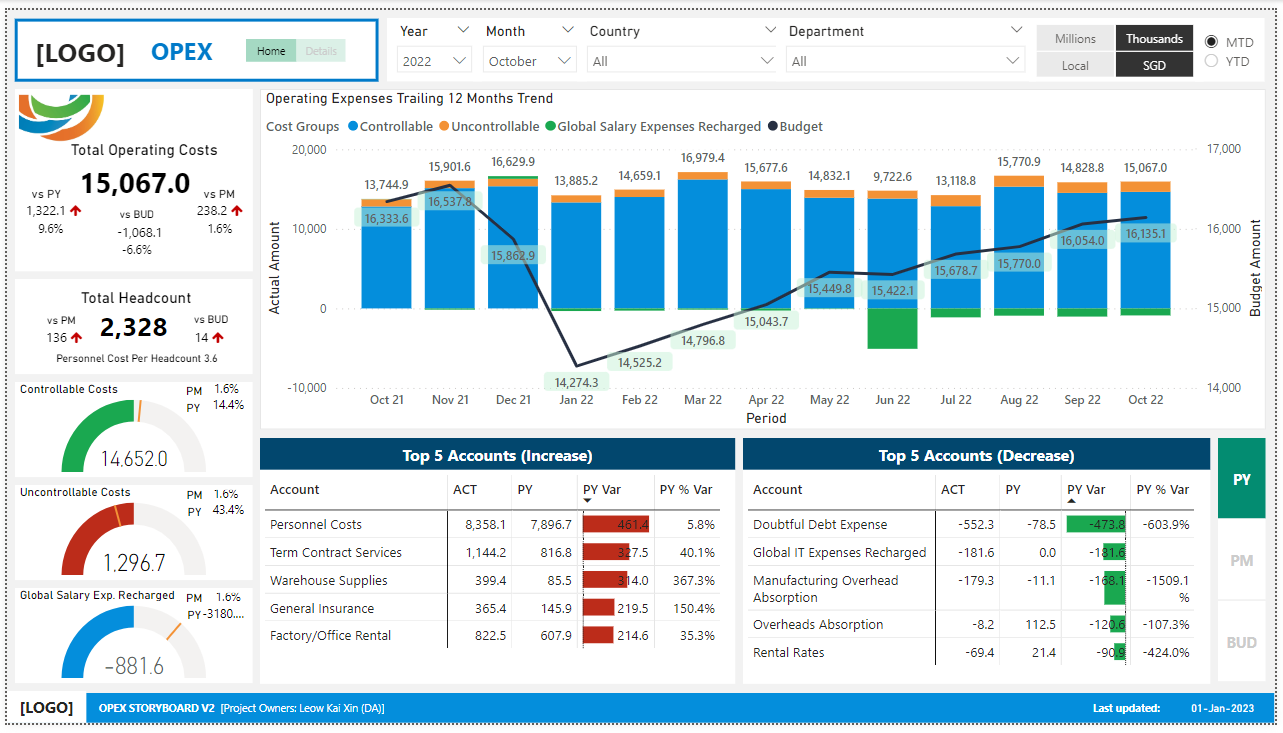 [LOGO] OPEX Home Details
Year Month Country Department
2022 October All All
Millions Thousands
Local SGD
MTD
YTD
Total Operating Costs
15,067.0
vs PY
1,322.1
9.6%
vs BUD
-1,068.1
-6.6%
vs PM
238.2
1.6%
Total Headcount
2,328
vs PM
136
vs BUD
14
Personnel Cost Per Headcount 3.6
Controllable Costs
PM 1.6%
PY 14.4%
14,652.0
Uncontrollable Costs
PM 1.6%
PY 43.4%
1,296.7
Global Salary Exp. Recharged
PM 1.6%
PY -3180....
-881.6
Operating Expenses Trailing 12 Months Trend
Cost Groups Controllable Uncontrollable Global Salary Expenses Recharged Budget
Actual Amount
20,000
10,000
0
-10,000
13,744.9 15,901.6 16,629.9 13,885.2 14,659.1 16,979.4 15,677.6 14,832.1 9,722.6 13,118.8 15,770.9 14,828.8 15,067.0
16,333.6 16,537.8 15,862.9 14,274.3 14,525.2 14,796.8 15,043.7 15,449.8 15,422.1 15,678.7 15,770.0 16,054.0 16,135.1
17,000
16,000
15,000
14,000
Budget Amount
Oct 21 Nov 21 Dec 21 Jan 22 Feb 22 Mar 22 Apr 22 May 22 Jun 22 Jul 22 Aug 22 Sep 22 Oct 22
Period
Top 5 Accounts (Increase)
Account ACT PY PY Var PY % Var
Personnel Costs 8,358.1 7,896.7 461.4 5.8%
Term Contract Services 1,144.2 816.8 327.5 40.1%
Warehouse Supplies 399.4 85.5 314.0 367.3%
General Insurance 365.4 145.9 219.5 150.4%
Factory/Office Rental 822.5 607.9 214.6 35.3%
Top 5 Accounts (Decrease)
Account ACT PY PY Var PY % Var
Doubtful Debt Expense -552.3 -78.5 -473.8 -603.9%
Global IT Expenses Recharged -181.6 0.0 -181.6
Manufacturing Overhead -179.3 -11.1 -168.1 -1509.1
Absorption %
Overheads Absorption -8.2 112.5 -120.6 -107.3%
Rental Rates -69.4 21.4 -90.9 -424.0%
PY
PM
BUD
[LOGO] OPEX STORYBOARD V2 [Project Owners: Leow Kai Xin (DA)] Last updated: 01-Jan-2023